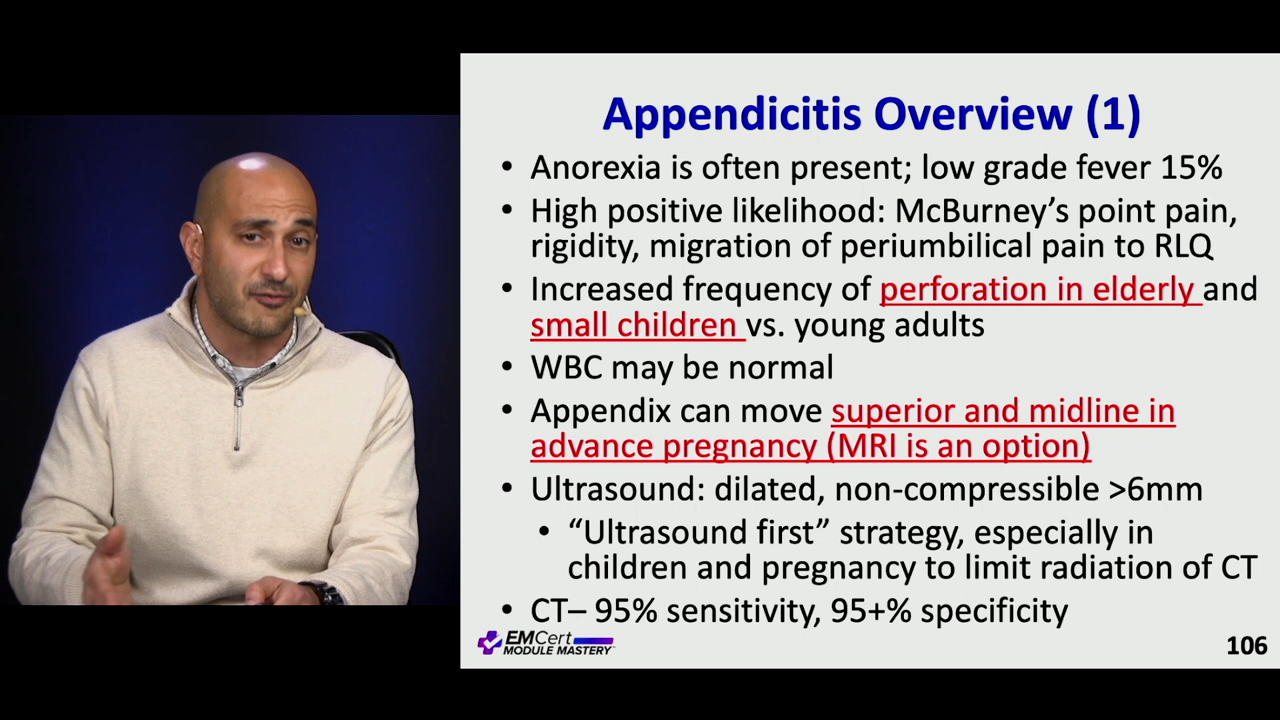 Appendicitis Overview (1)
• Anorexia is often present; low grade fever 15%
• High positive likelihood: McBurney’s point pain,
rigidity, migration of periumbilical pain to RLQ
• Increased frequency of perforation in elderly and
small children vs. young adults
• WBC may be normal
• Appendix can move superior and midline in
advance pregnancy (MRI is an option)
• Ultrasound: dilated, non-compressible >6mm
• “Ultrasound first” strategy, especially in
children and pregnancy to limit radiation of CT
• CT– 95% sensitivity, 95+% specificity
EMCert
MODULE MASTERY
106